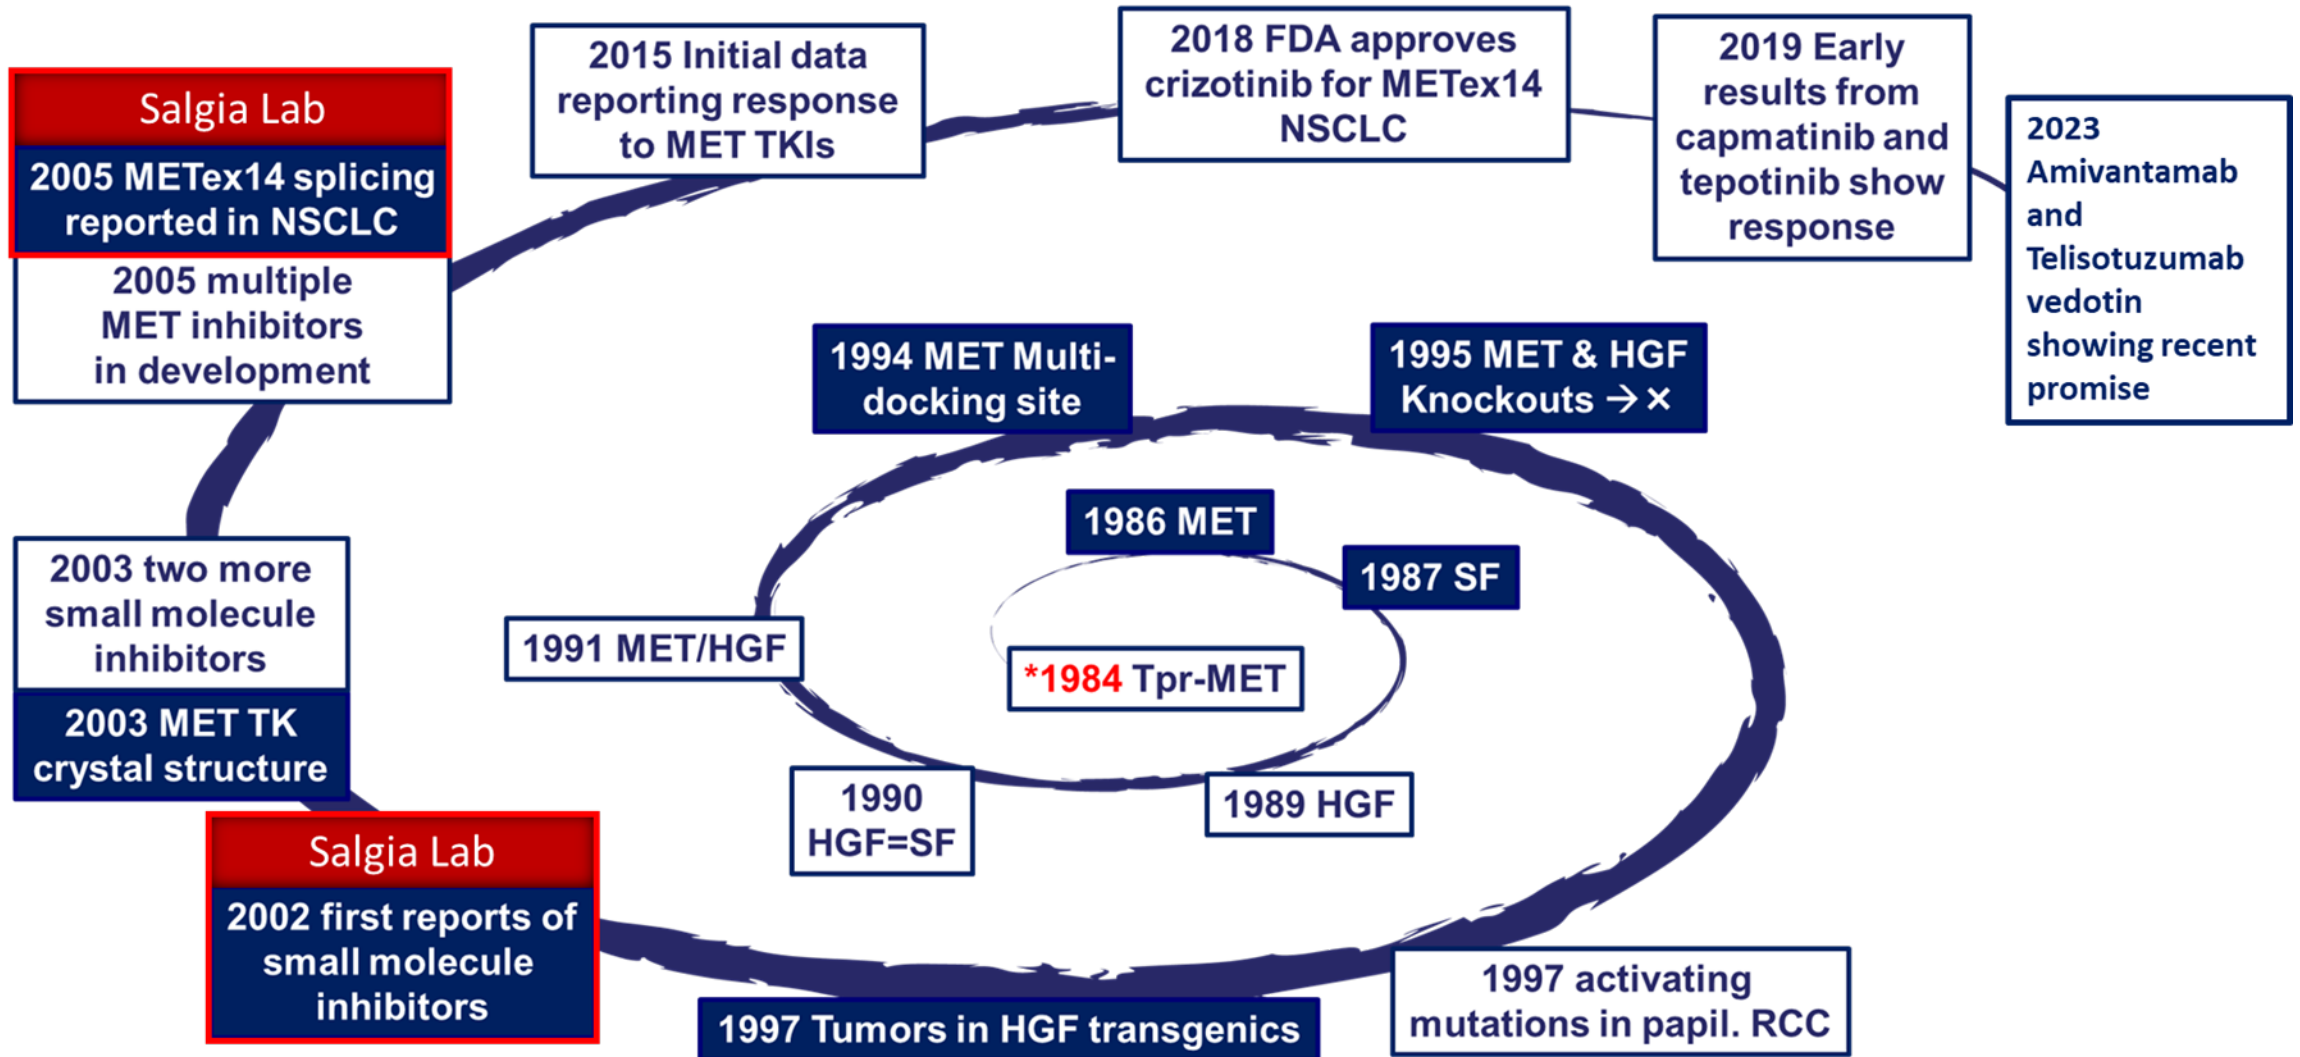 Salgia Lab
2005 METex14 splicing
reported in NSCLC
2005 multiple
MET inhibitors
in development
2015 Initial data
reporting response
to MET TKIs
2018 FDA approves
crizotinib for METex14
NSCLC
2019 Early
results from
capmatinib and
tepotinib show
response
2023
Amivantamab
and
Telisotuzumab
vedotin
showing recent
promise
1994 MET Multi-
docking site
1995 MET & HGF
Knockouts → ×
1986 MET
1987 SF
*1984 Tpr-MET
1991 MET/HGF
1990
HGF=SF
1989 HGF
2003 two more
small molecule
inhibitors
2003 MET TK
crystal structure
Salgia Lab
2002 first reports of
small molecule
inhibitors
1997 Tumors in HGF transgenics
1997 activating
mutations in papil. RCC